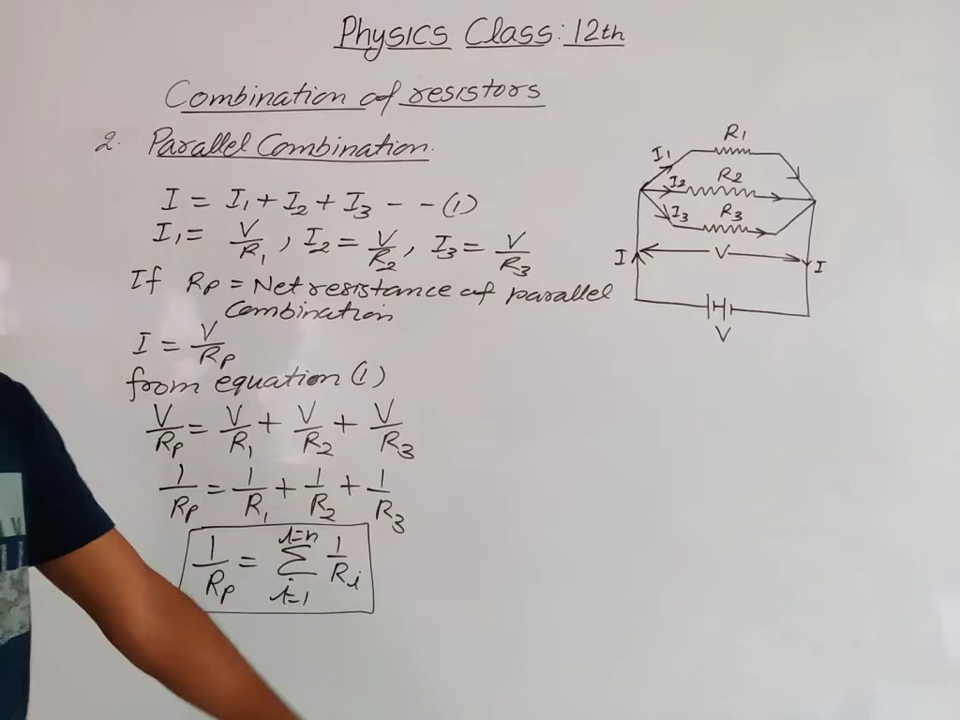 Physics Class: 12th
Combination of resistors
2. Parallel Combination.
I = I₁ + I₂ + I₃ - - (1)
I₁ = V/R₁ , I₂ = V/R₂, I₃ = V/R₃
If Rp = Net resistance of parallel
Combination
I = V/Rp
from equation (1)
V/Rp = V/R₁ + V/R₂ + V/R₃
1/Rp = 1/R₁ + 1/R₂ + 1/R₃
i=n
1/Rp = Σ 1/Ri
i=1
R₁
I₁
R₂
I₂
R₃
I₃
I V I
V